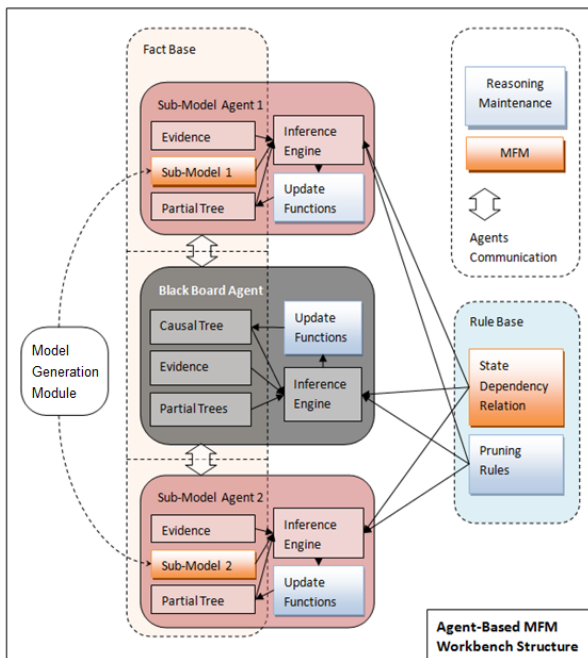 Fact Base
Sub-Model Agent 1
Evidence
Sub-Model 1
Partial Tree
Inference
Engine
Update
Functions
Black Board Agent
Causal Tree
Evidence
Partial Trees
Update
Functions
Inference
Engine
Sub-Model Agent 2
Evidence
Sub-Model 2
Partial Tree
Inference
Engine
Update
Functions
Model
Generation
Module
Reasoning
Maintenance
MFM
Agents
Communication
Rule Base
State
Dependency
Relation
Pruning
Rules
Agent-Based MFM
Workbench Structure